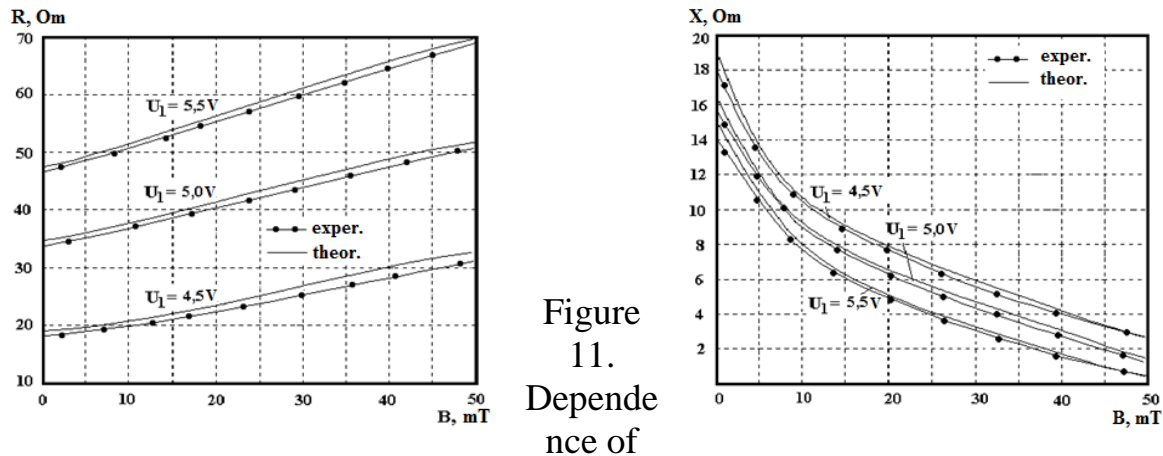 R, Om
70
60
50
40
30
20
10
U1 = 5,5V
U1 = 5,0V
exper.
theor.
U1 = 4,5V
0
10
20
30
40
50
B, mT
Figure
11.
Depende
nce of
X, Om
20
18
16
14
12
10
8
6
4
2
exper.
theor.
U1 = 4,5V
U1 = 5,0V
U1 = 5,5V
0
10
20
30
40
50
B, mT